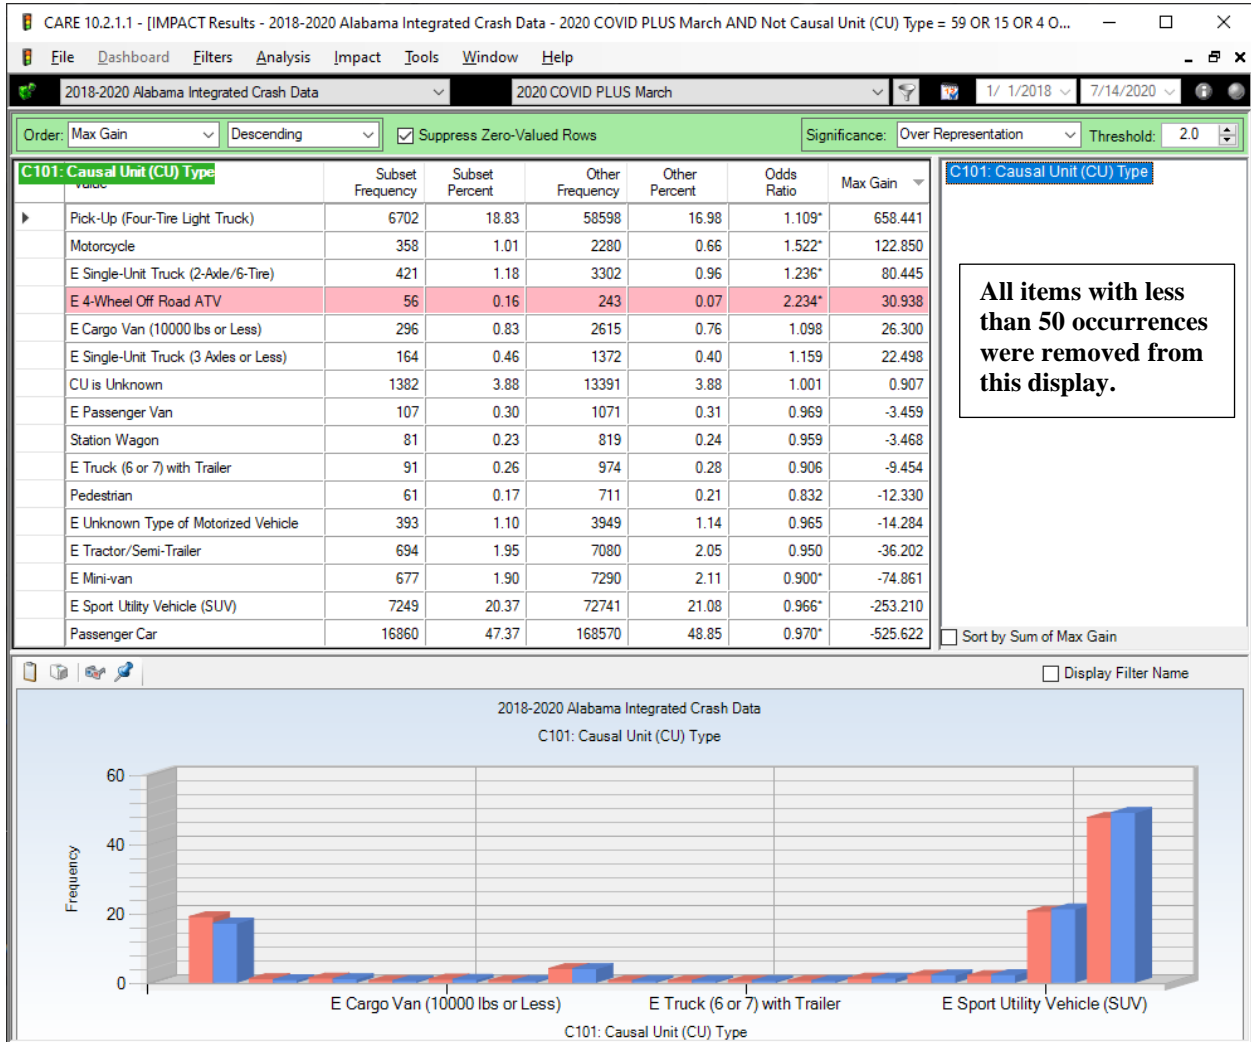 CARE 10.2.1.1 - [IMPACT Results - 2018-2020 Alabama Integrated Crash Data - 2020 COVID PLUS March AND Not Causal Unit (CU) Type = 59 OR 15 OR 4 O...
File Dashboard Filters Analysis Impact Tools Window Help
2018-2020 Alabama Integrated Crash Data 2020 COVID PLUS March 1/ 1/2018 7/14/2020
Order: Max Gain Descending Suppress Zero-Valued Rows Significance: Over Representation Threshold: 2.0
C101: Causal Unit (CU) Type Subset Frequency Subset Percent Other Frequency Other Percent Odds Ratio Max Gain
Pick-Up (Four-Tire Light Truck) 6702 18.83 58598 16.98 1.109* 658.441
Motorcycle 358 1.01 2280 0.66 1.522* 122.850
E Single-Unit Truck (2-Axle/6-Tire) 421 1.18 3302 0.96 1.236* 80.445
E 4-Wheel Off Road ATV 56 0.16 243 0.07 2.234* 30.938
E Cargo Van (10000 lbs or Less) 296 0.83 2615 0.76 1.098 26.300
E Single-Unit Truck (3 Axles or Less) 164 0.46 1372 0.40 1.159 22.498
CU is Unknown 1382 3.88 13391 3.88 1.001 0.907
E Passenger Van 107 0.30 1071 0.31 0.969 -3.459
Station Wagon 81 0.23 819 0.24 0.959 -3.468
E Truck (6 or 7) with Trailer 91 0.26 974 0.28 0.906 -9.454
Pedestrian 61 0.17 711 0.21 0.832 -12.330
E Unknown Type of Motorized Vehicle 393 1.10 3949 1.14 0.965 -14.284
E Tractor/Semi-Trailer 694 1.95 7080 2.05 0.950 -36.202
E Mini-van 677 1.90 7290 2.11 0.900* -74.861
E Sport Utility Vehicle (SUV) 7249 20.37 72741 21.08 0.966* -253.210
Passenger Car 16860 47.37 168570 48.85 0.970* -525.622
C101: Causal Unit (CU) Type
All items with less
than 50 occurrences
were removed from
this display.
Sort by Sum of Max Gain
Display Filter Name
2018-2020 Alabama Integrated Crash Data
C101: Causal Unit (CU) Type
Frequency
60
40
20
0
E Cargo Van (10000 lbs or Less) E Truck (6 or 7) with Trailer E Sport Utility Vehicle (SUV)
C101: Causal Unit (CU) Type